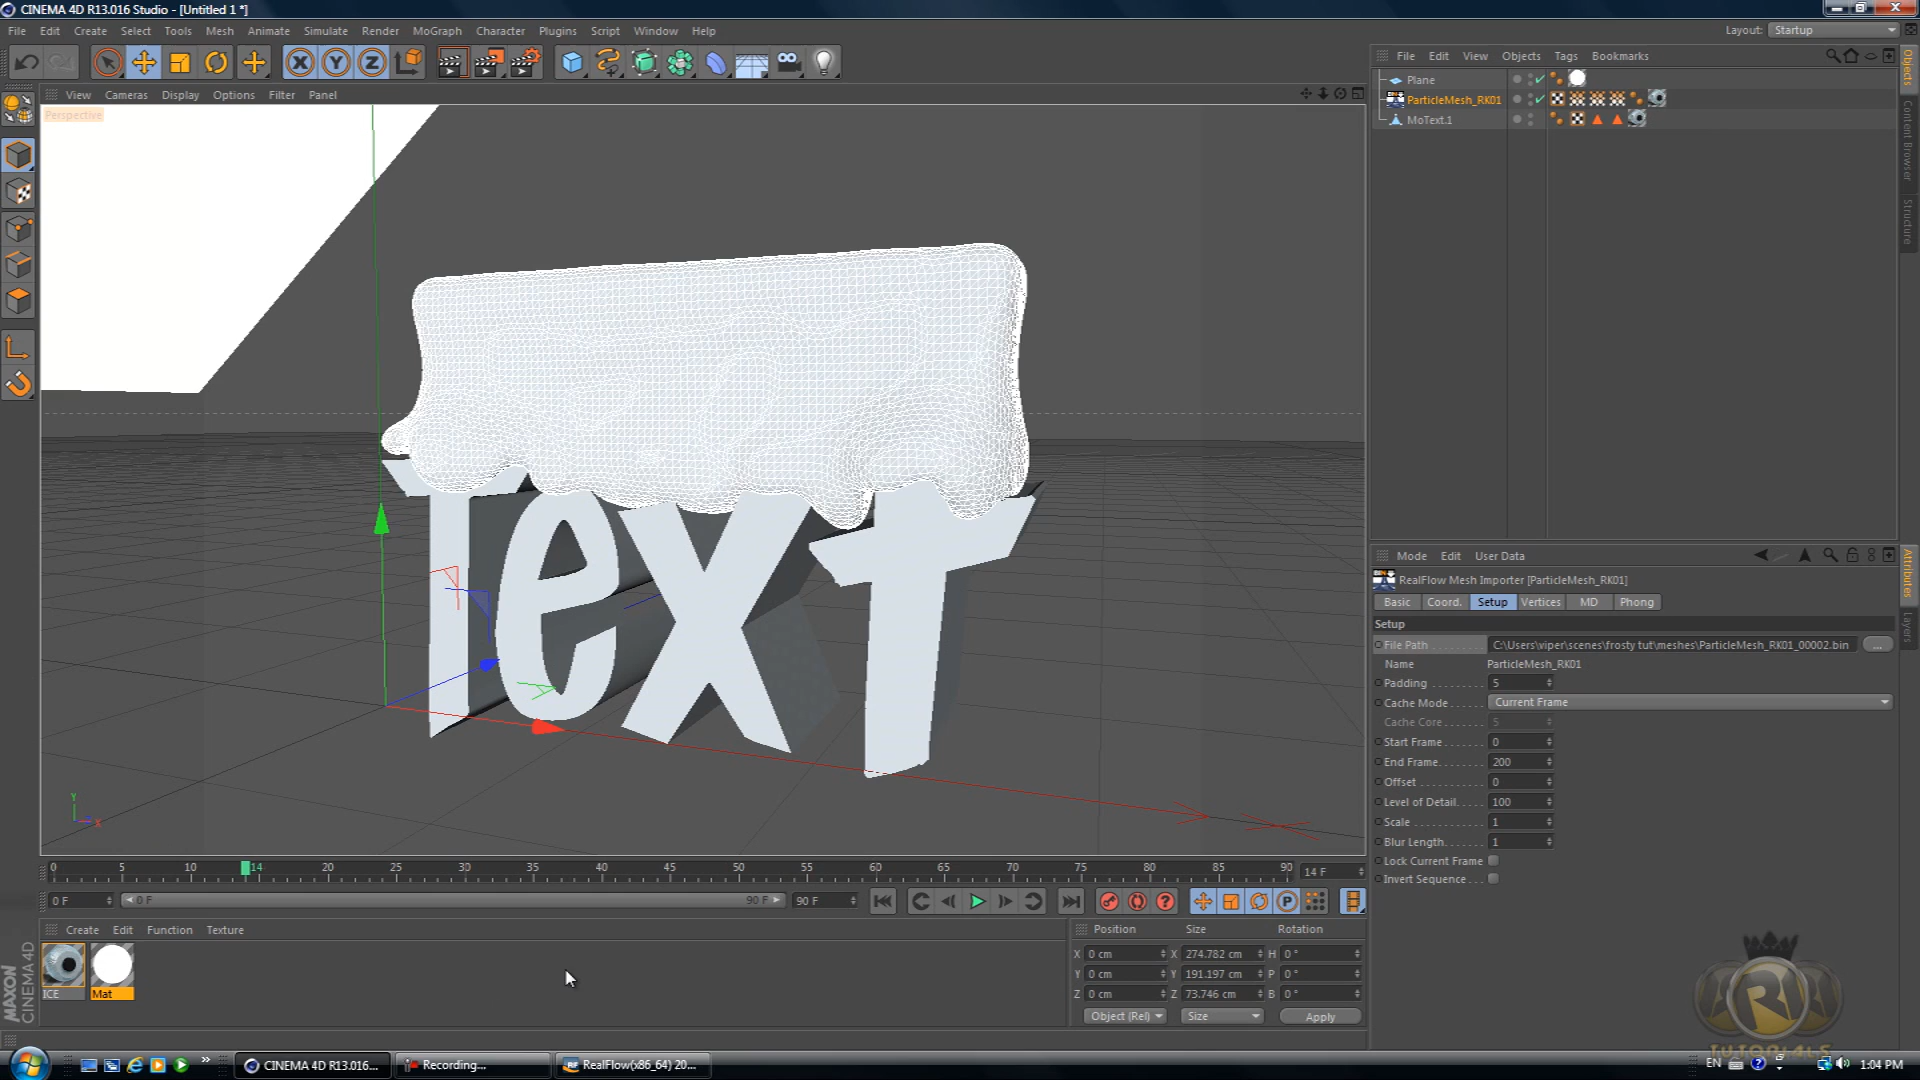 CINEMA 4D R13.016 Studio - [Untitled 1 *]
File Edit Create Select Tools Mesh Animate Simulate Render MoGraph Character Plugins Script Window Help
Layout: Startup
X Y Z
View Cameras Display Options Filter Panel
Perspective
Text
Y
X
File Edit View Objects Tags Bookmarks
Plane
ParticleMesh_RK01
MoText.1
Objects
Content Browser
Structure
Mode Edit User Data
RealFlow Mesh Importer [ParticleMesh_RK01]
Basic Coord. Setup Vertices MD Phong
Setup
File Path C:\Users\viper\scenes\frosty tut\meshes\ParticleMesh_RK01_00002.bin ...
Name ParticleMesh_RK01
Padding 5
Cache Mode Current Frame
Cache Core 5
Start Frame 0
End Frame 200
Offset 0
Level of Detail 100
Scale 1
Blur Length 1
Lock Current Frame
Invert Sequence
Attributes
Layers
0 5 10 14 20 25 30 35 40 45 50 55 60 65 70 75 80 85 90 14 F
0 F 0 F 90 F 90 F
Create Edit Function Texture
ICE Mat
MAXON
CINEMA 4D
Position Size Rotation
X 0 cm X 274.782 cm H 0 °
Y 0 cm Y 191.197 cm P 0 °
Z 0 cm Z 73.746 cm B 0 °
Object (Rel) Size Apply
TUTOR14LS
CINEMA 4D R13.016... Recording... RealFlow(x86_64) 20...
EN 1:04 PM